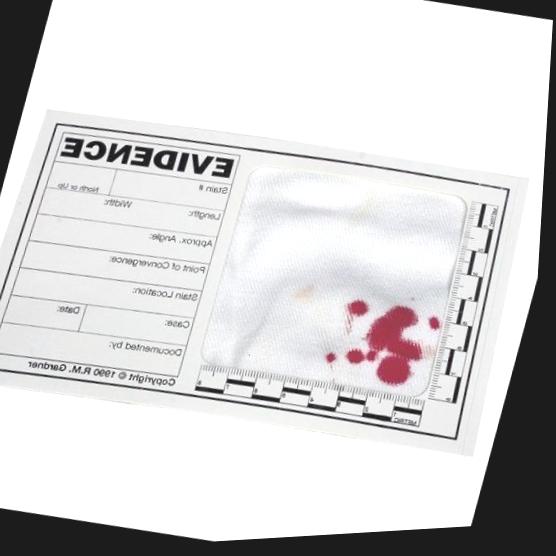 EVIDENCE
Stain #
North or Up
Length:
Width:
Approx. Angle:
Point of Convergence:
Stain Location:
Case:
Date:
Documented by:
Copyright © 1990 R.M. Gardner
METRIC